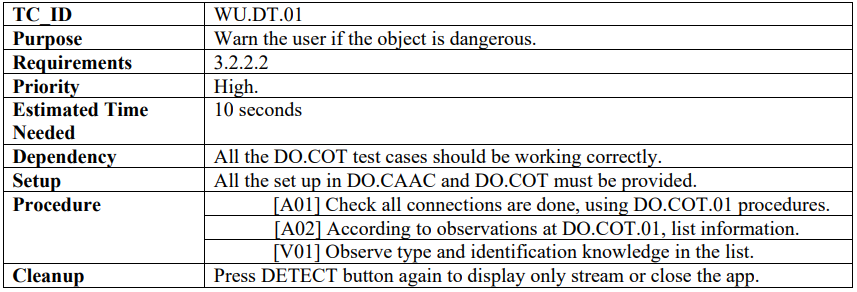 TC_ID WU.DT.01
Purpose Warn the user if the object is dangerous.
Requirements 3.2.2.2
Priority High.
Estimated Time 10 seconds
Needed
Dependency All the DO.COT test cases should be working correctly.
Setup All the set up in DO.CAAC and DO.COT must be provided.
Procedure [A01] Check all connections are done, using DO.COT.01 procedures.
[A02] According to observations at DO.COT.01, list information.
[V01] Observe type and identification knowledge in the list.
Cleanup Press DETECT button again to display only stream or close the app.